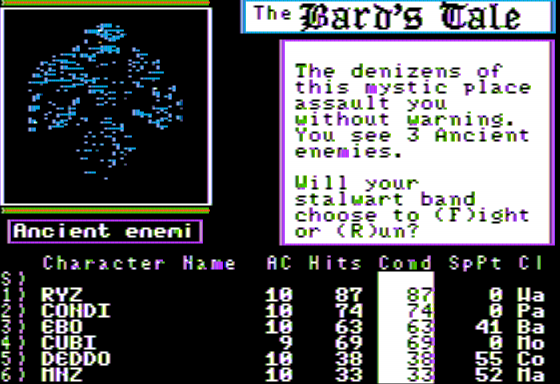 The Bard's Tale
The denizens of
this mystic place
assault you
without warning.
You see 3 Ancient
enemies.
Will your
stalwart band
choose to (F)ight
or (R)un?
Ancient enemi
Character Name AC Hits Cond SpPt Cl
S)
1) RYZ 10 87 87 0 Wa
2) CONDI 10 74 74 0 Pa
3) EBO 10 63 63 41 Ba
4) CUBI 9 69 69 0 Mo
5) DEDDO 10 38 38 55 Co
6) MNZ 10 33 33 52 Ma